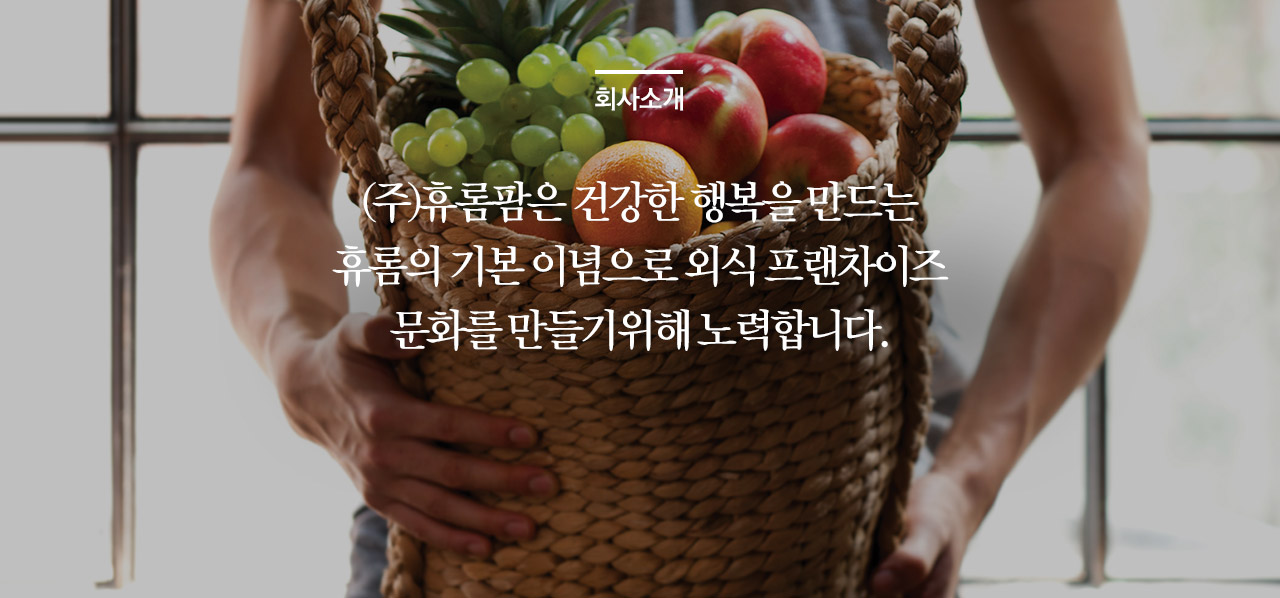 회사소개
(주)휴롬팜은 건강한 행복을 만드는
휴롬의 기본 이념으로 외식 프랜차이즈
문화를 만들기위해 노력합니다.